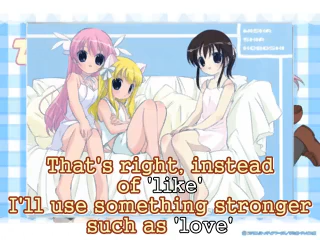 That's right, instead
of 'like'
I'll use something stronger
such as 'love'